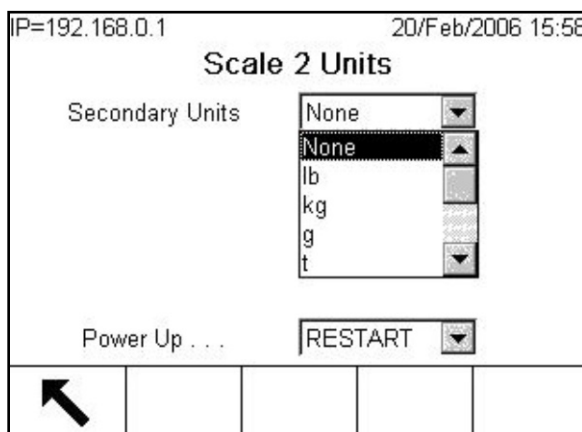 IP=192.168.0.1 20/Feb/2006 15:58
Scale 2 Units
Secondary Units None
None
lb
kg
g
t
Power Up . . . RESTART